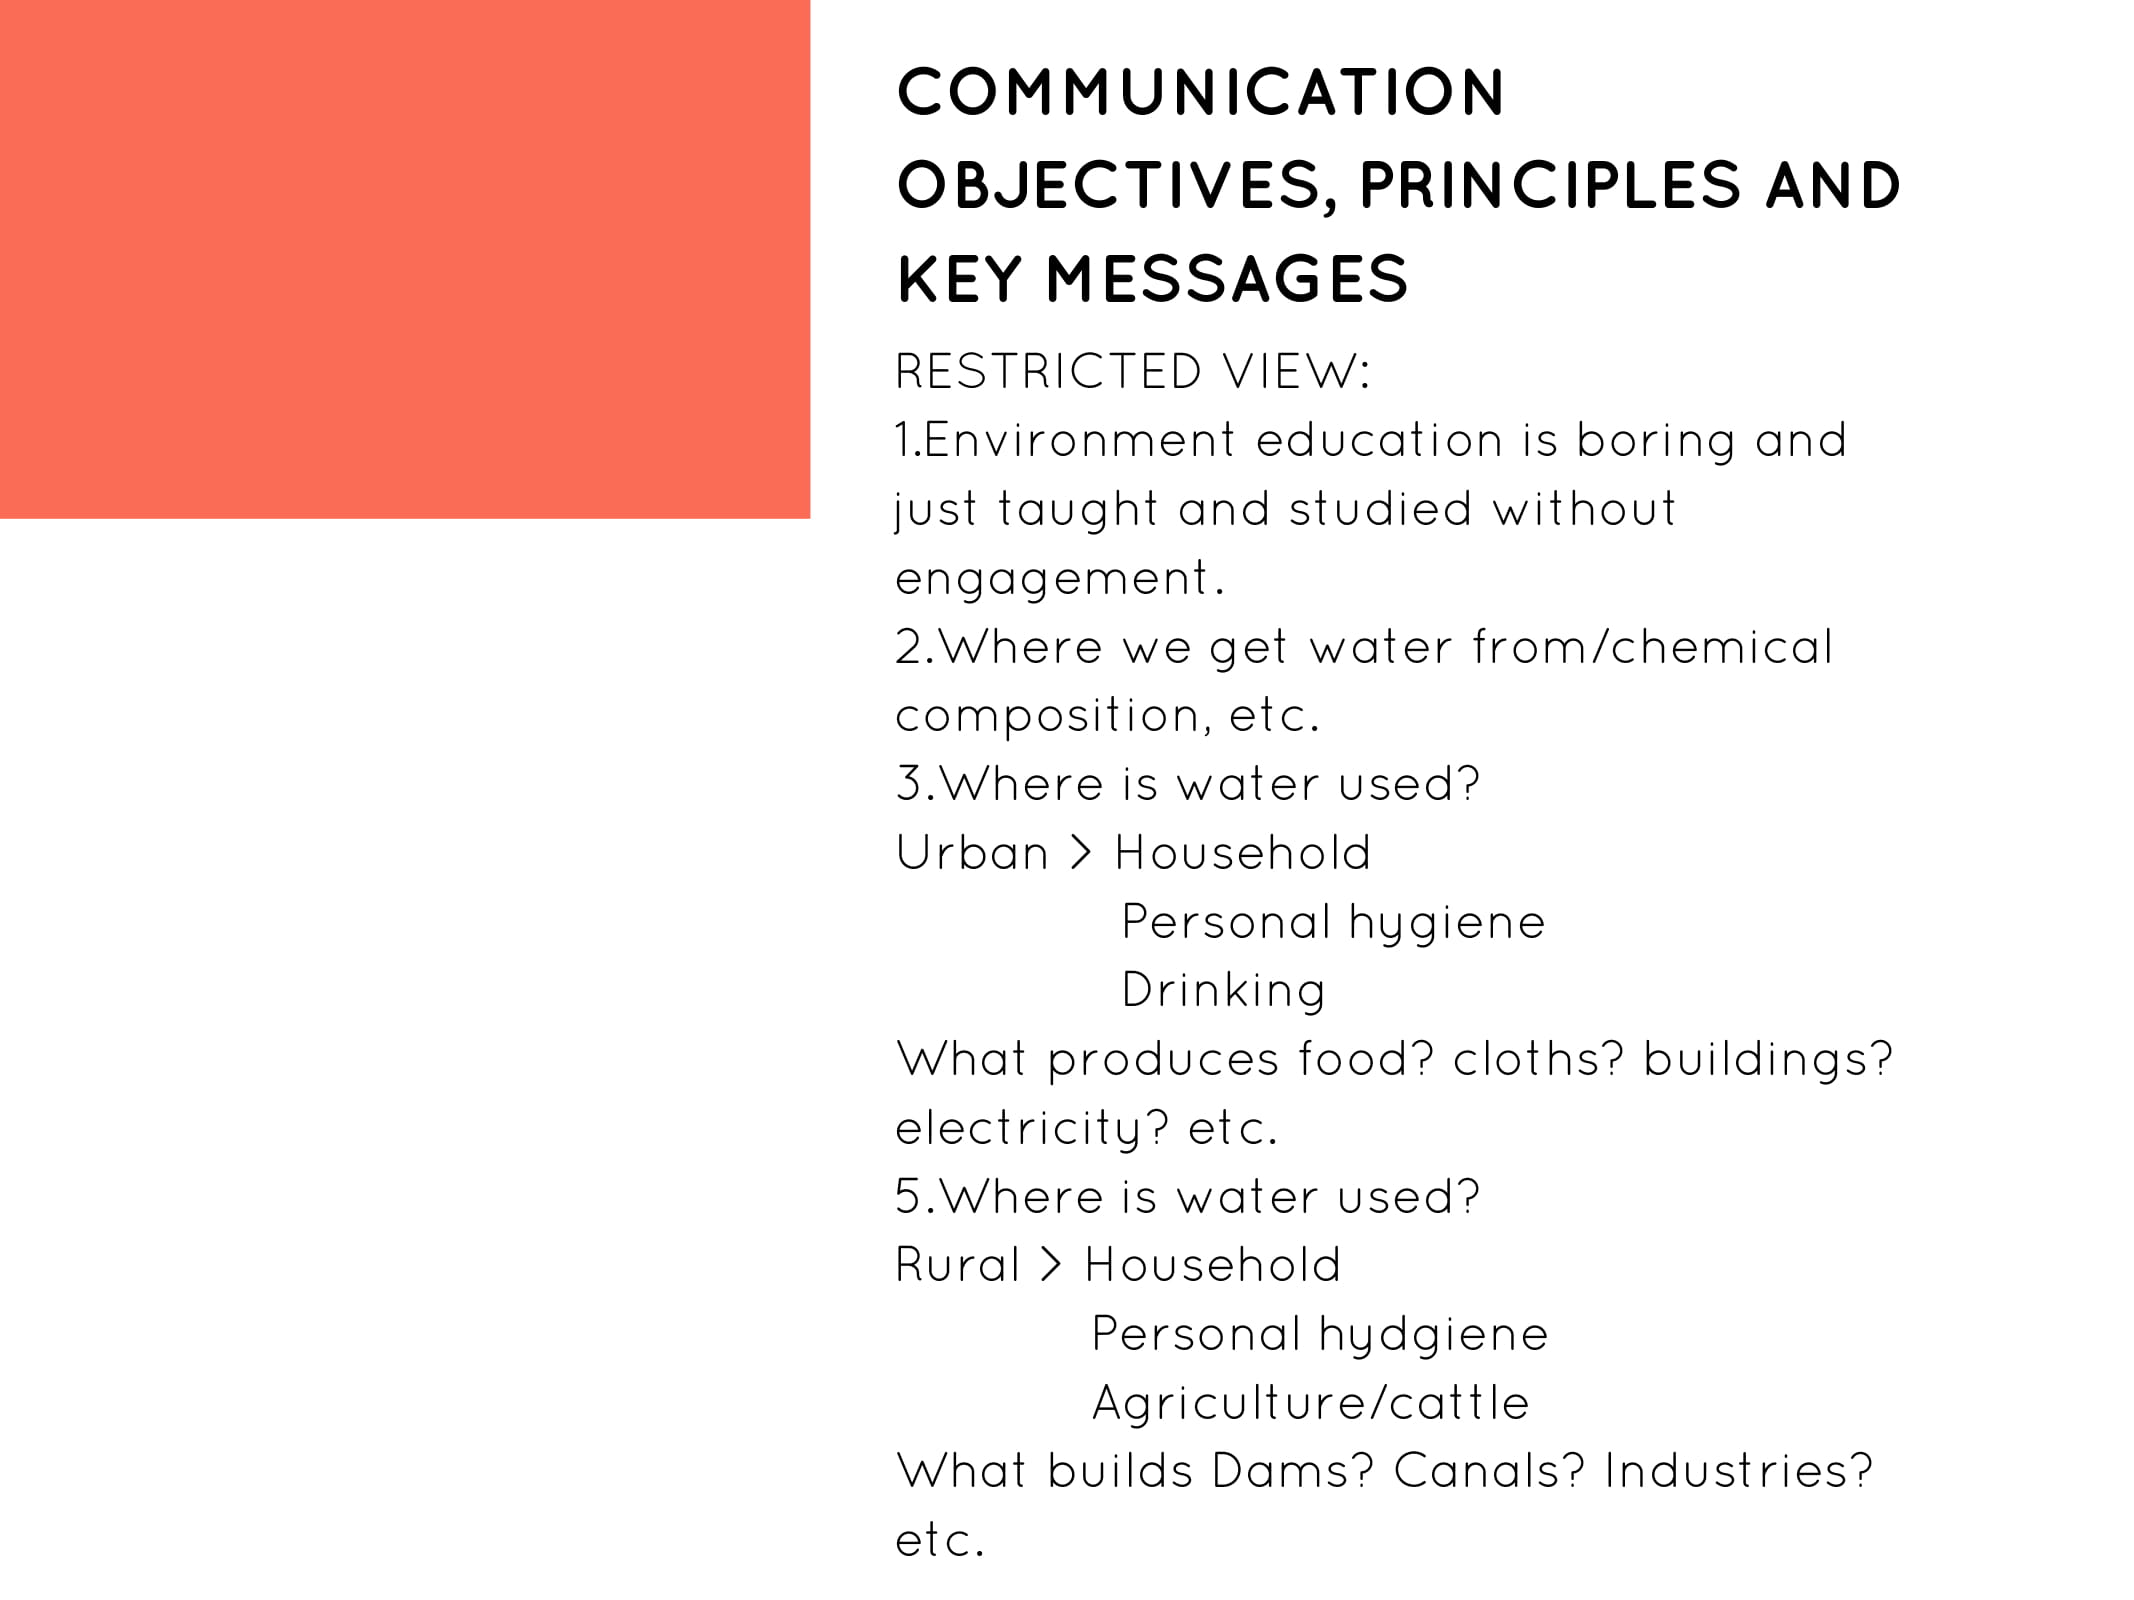 COMMUNICATION
OBJECTIVES, PRINCIPLES AND
KEY MESSAGES
RESTRICTED VIEW:
1.Environment education is boring and
just taught and studied without
engagement.
2.Where we get water from/chemical
composition, etc.
3.Where is water used?
Urban > Household
Personal hygiene
Drinking
What produces food? cloths? buildings?
electricity? etc.
5.Where is water used?
Rural > Household
Personal hydgiene
Agriculture/cattle
What builds Dams? Canals? Industries?
etc.